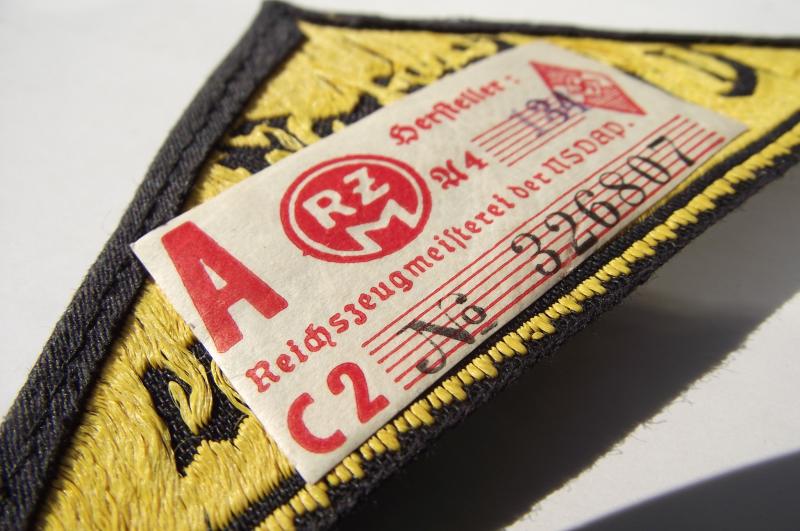 A
RZM
Hersteller:
A4
134
Reichszeugmeisterei der NSDAP.
C2
No 326807